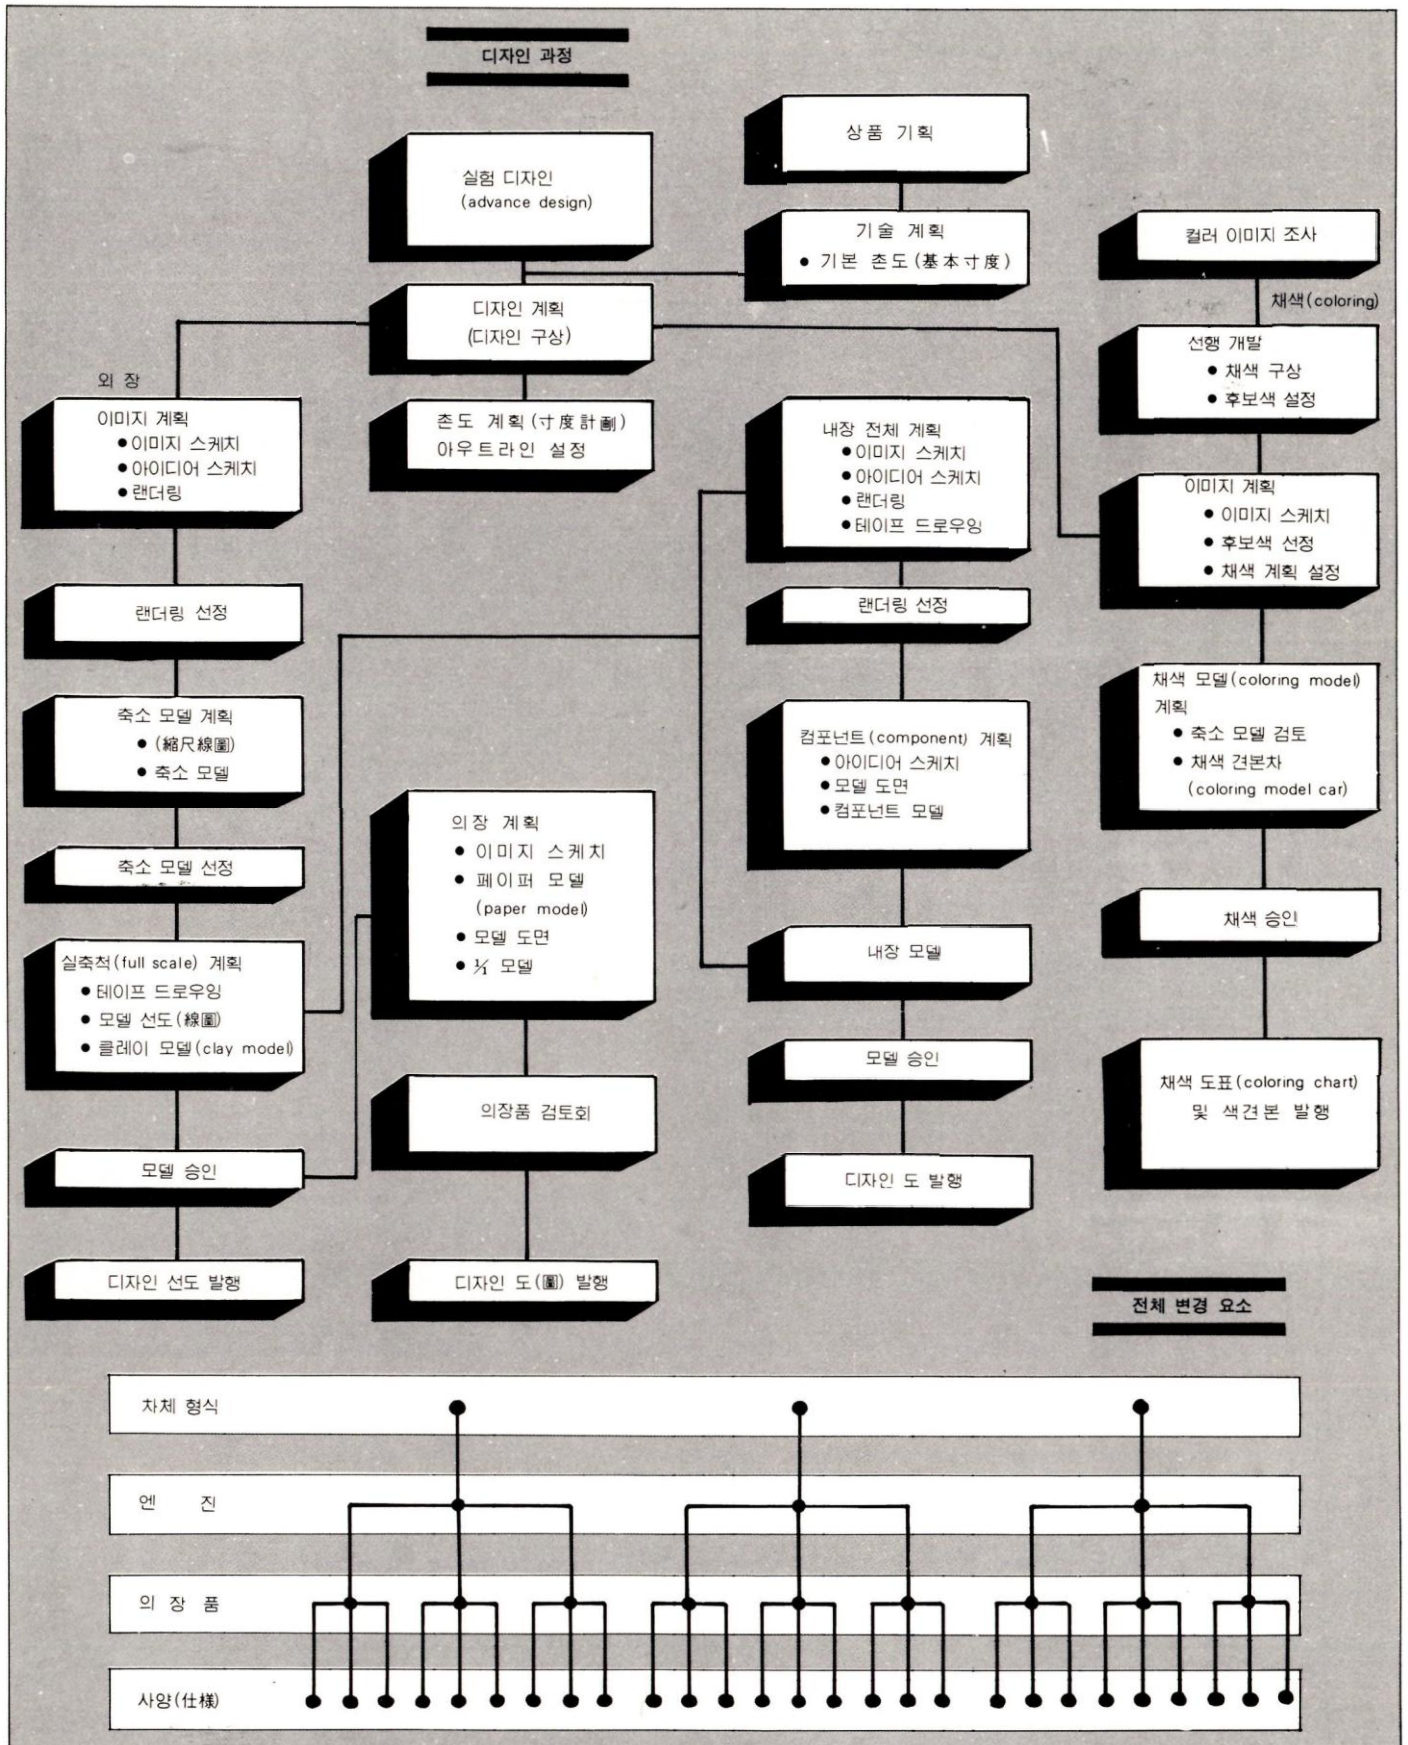 디자인 과정
실험 디자인
(advance design)
상품 기획
기술 계획
● 기본 촌도(基本寸度)
디자인 계획
(디자인 구상)
촌도 계획(寸度計劃)
아우트라인 설정
외 장
이미지 계획
● 이미지 스케치
● 아이디어 스케치
● 랜더링
랜더링 선정
축소 모델 계획
● (縮尺線圖)
● 축소 모델
축소 모델 선정
실축척(full scale) 계획
● 테이프 드로우잉
● 모델 선도(線圖)
● 클레이 모델(clay model)
모델 승인
디자인 선도 발행
의장 계획
● 이미지 스케치
● 페이퍼 모델
(paper model)
● 모델 도면
● 1/1 모델
의장품 검토회
디자인 도(圖) 발행
내장 전체 계획
● 이미지 스케치
● 아이디어 스케치
● 랜더링
● 테이프 드로우잉
랜더링 선정
컴포넌트(component) 계획
● 아이디어 스케치
● 모델 도면
● 컴포넌트 모델
내장 모델
모델 승인
디자인 도 발행
컬러 이미지 조사
채색(coloring)
선행 개발
● 채색 구상
● 후보색 설정
이미지 계획
● 이미지 스케치
● 후보색 선정
● 채색 계획 설정
채색 모델(coloring model)
계획
● 축소 모델 검토
● 채색 견본차
(coloring model car)
채색 승인
채색 도표(coloring chart)
및 색견본 발행
전체 변경 요소
차체 형식
엔 진
의 장 품
사양(仕樣)